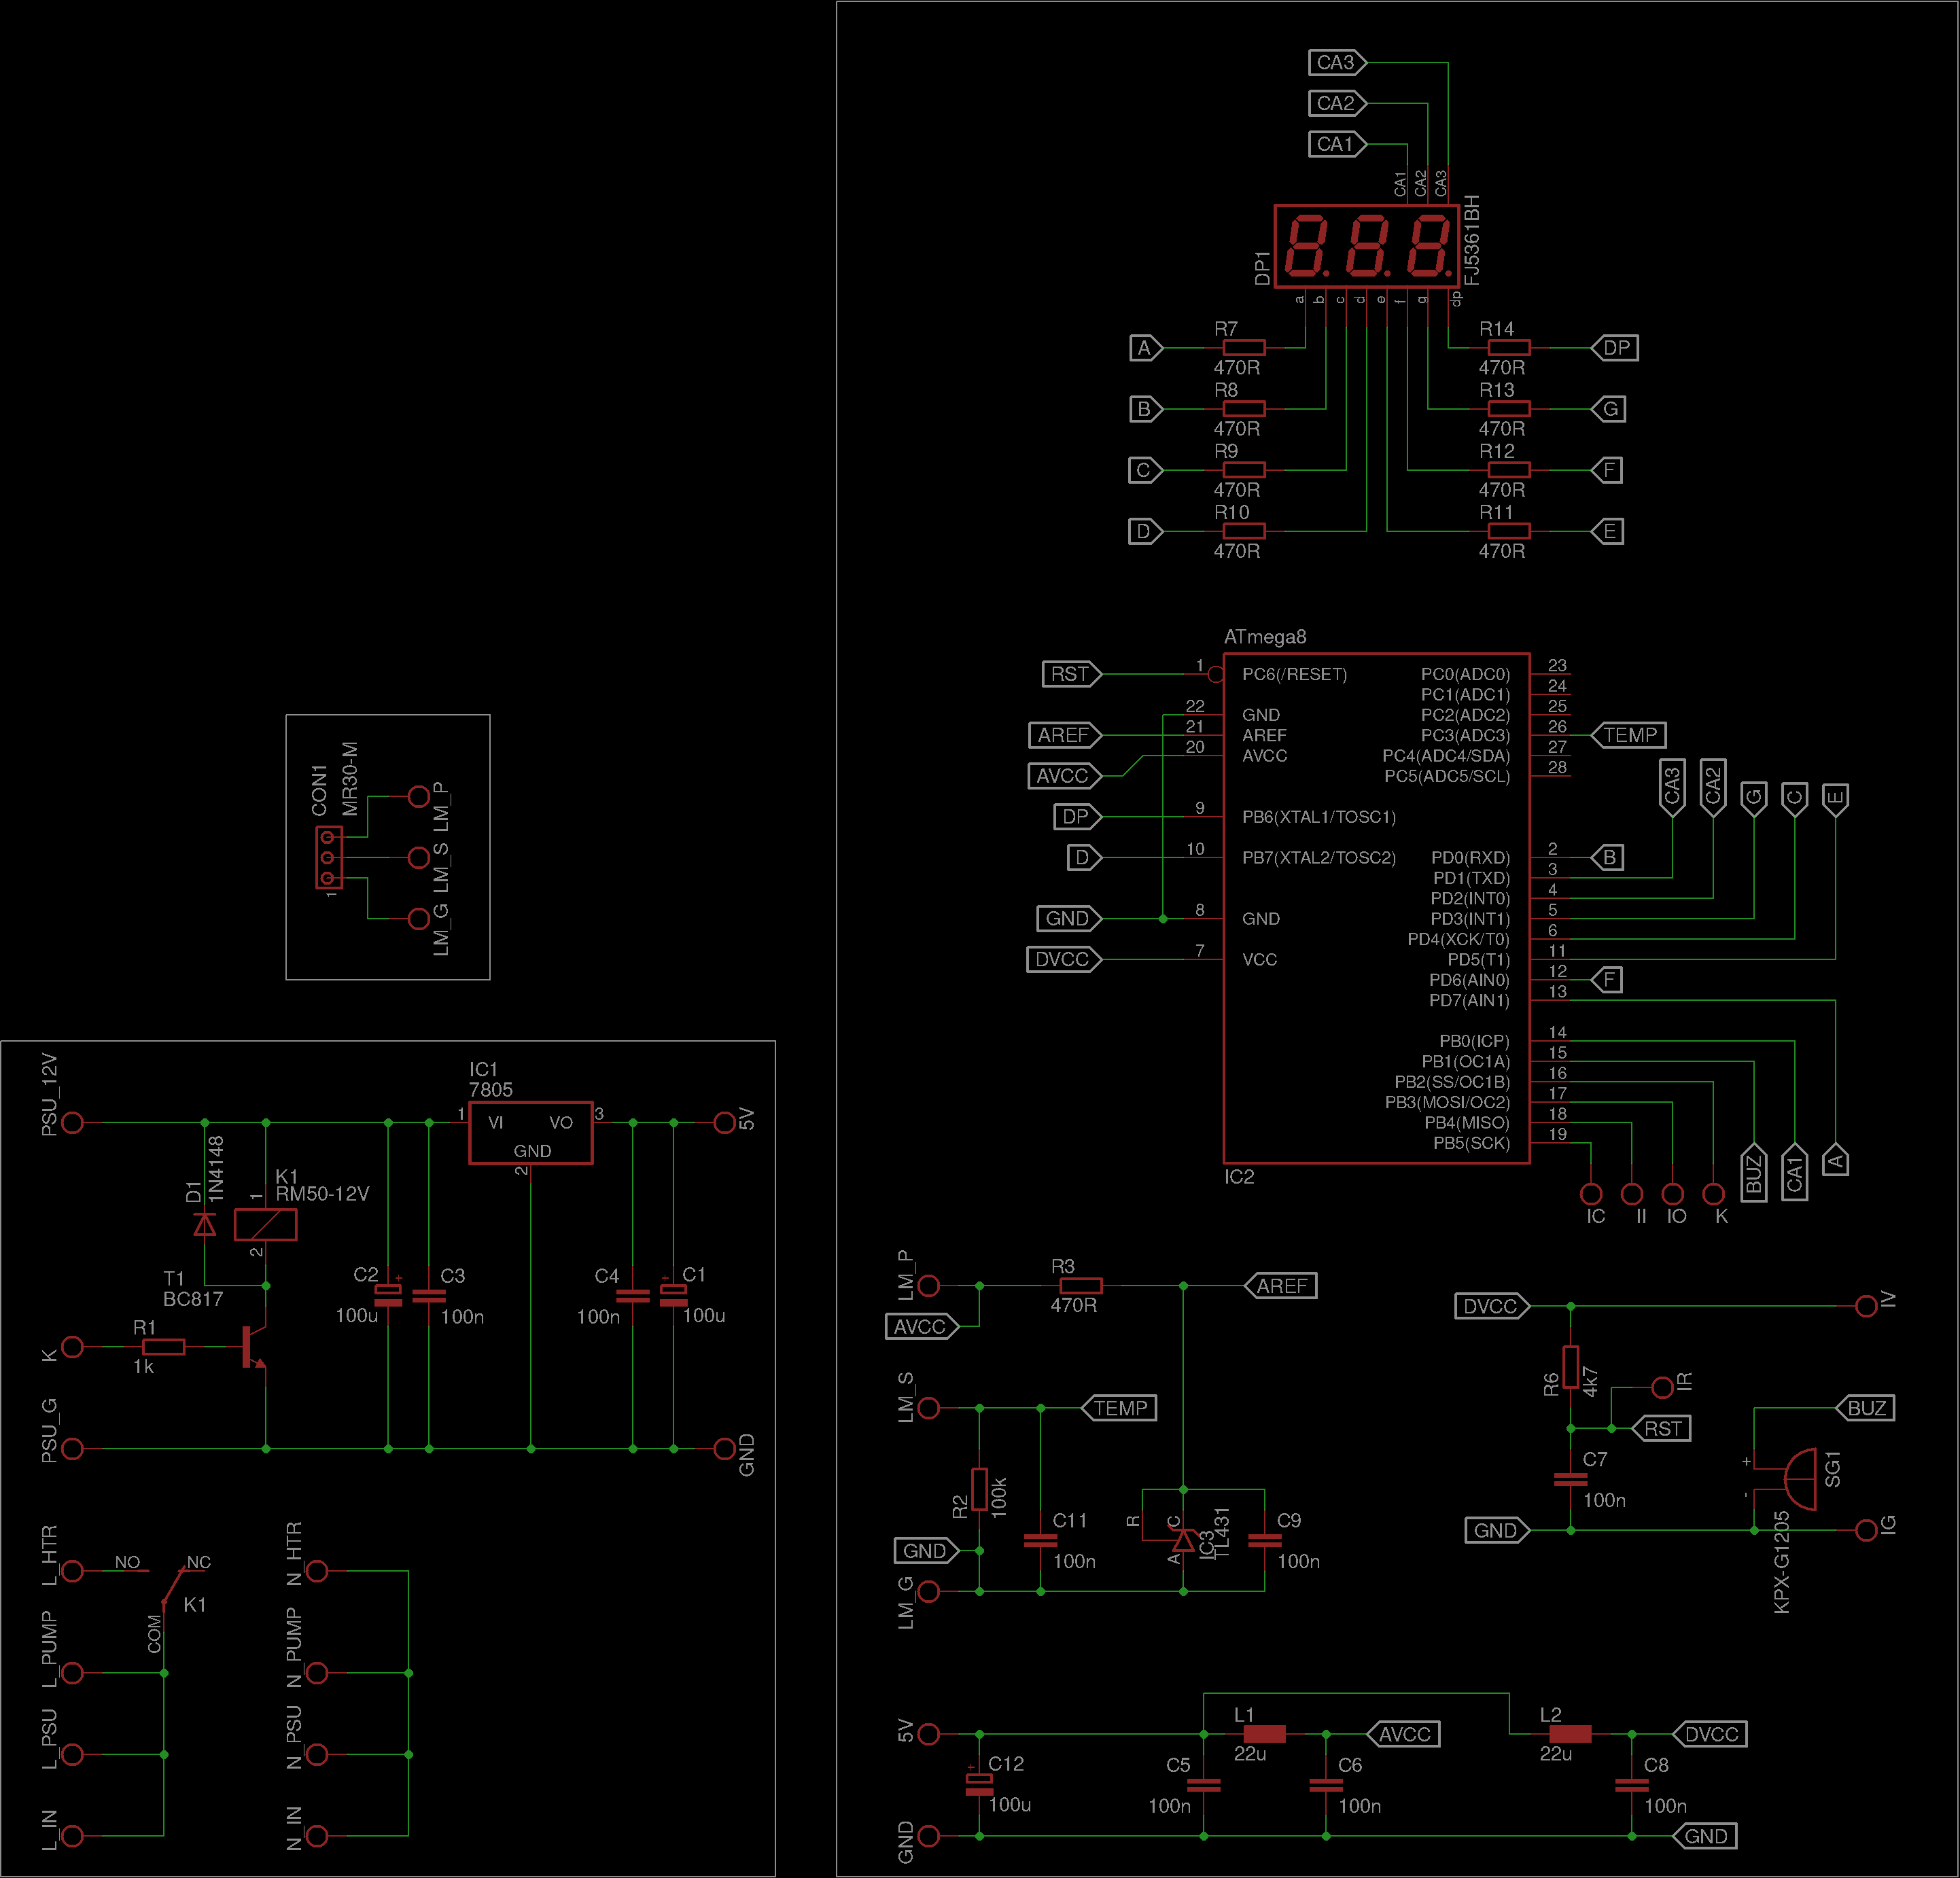 CA3
CA2
CA1
CA1
CA2
CA3
DP1
FJ5361BH
a
b
c
d
e
f
g
dp
A
R7
470R
R14
470R
DP
B
R8
470R
R13
470R
G
C
R9
470R
R12
470R
F
D
R10
470R
R11
470R
E
ATmega8
RST
1
PC6(/RESET)
22
GND
AREF
21
AREF
20
AVCC
AVCC
DP
9
PB6(XTAL1/TOSC1)
D
10
PB7(XTAL2/TOSC2)
GND
8
GND
DVCC
7
VCC
PC0(ADC0)
23
PC1(ADC1)
24
PC2(ADC2)
25
PC3(ADC3)
26
TEMP
PC4(ADC4/SDA)
27
PC5(ADC5/SCL)
28
CA3
CA2
G
C
E
PD0(RXD)
2
B
PD1(TXD)
3
PD2(INT0)
4
PD3(INT1)
5
PD4(XCK/T0)
6
PD5(T1)
11
PD6(AIN0)
12
F
PD7(AIN1)
13
PB0(ICP)
14
PB1(OC1A)
15
PB2(SS/OC1B)
16
PB3(MOSI/OC2)
17
PB4(MISO)
18
PB5(SCK)
19
IC2
IC
II
IO
K
BUZ
CA1
A
CON1
MR30-M
1
LM_P
LM_S
LM_G
PSU_12V
IC1
7805
1
VI
VO
3
GND
2
5V
D1
1N4148
K1
RM50-12V
1
2
T1
BC817
C2
+
100u
C3
100n
C4
100n
C1
+
100u
K
R1
1k
PSU_G
GND
L_HTR
NO
NC
K1
COM
L_PUMP
L_PSU
L_IN
N_HTR
N_PUMP
N_PSU
N_IN
LM_P
R3
470R
AREF
AVCC
LM_S
TEMP
R2
100k
C11
100n
GND
LM_G
R
C
A
IC3
TL431
C9
100n
DVCC
IV
R6
4k7
IR
RST
BUZ
C7
100n
+
-
SG1
KPX-G1205
GND
IG
5V
L1
22u
AVCC
L2
22u
DVCC
+
C12
100u
C5
100n
C6
100n
C8
100n
GND
GND